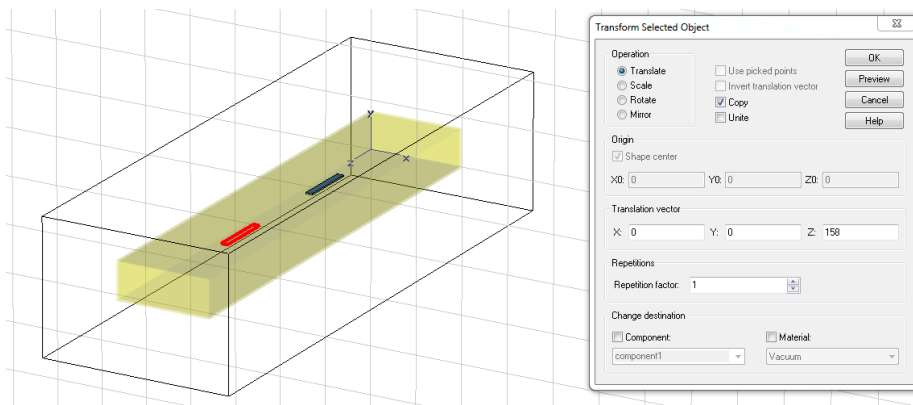 Transform Selected Object
Operation
Translate
Scale
Rotate
Mirror
Use picked points
Invert translation vector
Copy
Unite
OK
Preview
Cancel
Help
Origin
Shape center
X0: 0 Y0: 0 Z0: 0
Translation vector
X: 0 Y: 0 Z: 158
Repetitions
Repetition factor: 1
Change destination
Component: Material:
component1 Vacuum
Y
Z X